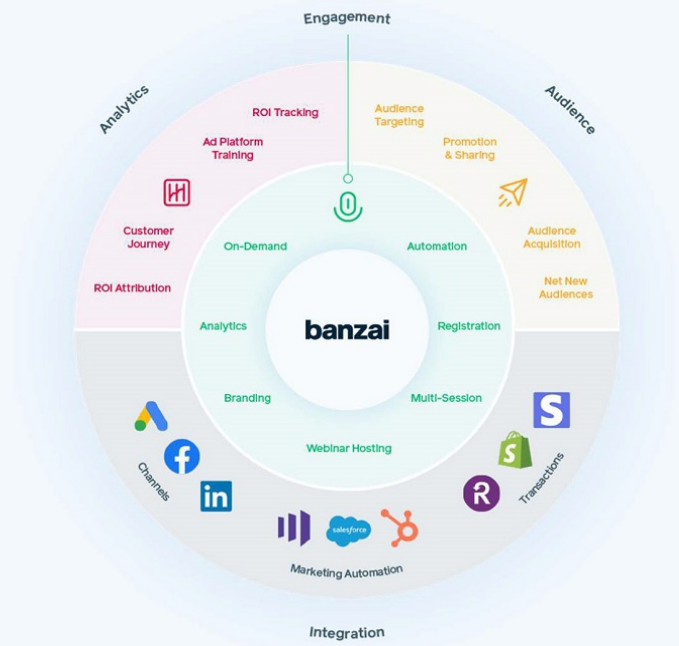 Engagement
Analytics
Audience
ROI Tracking
Ad Platform
Training
Customer
Journey
ROI Attribution
Audience
Targeting
Promotion
& Sharing
Audience
Acquisition
Net New
Audiences
On-Demand
Automation
Analytics
banzai
Registration
Branding
Multi-Session
Webinar Hosting
Channels
in
salesforce
Marketing Automation
S
S
R
Transactions
Integration